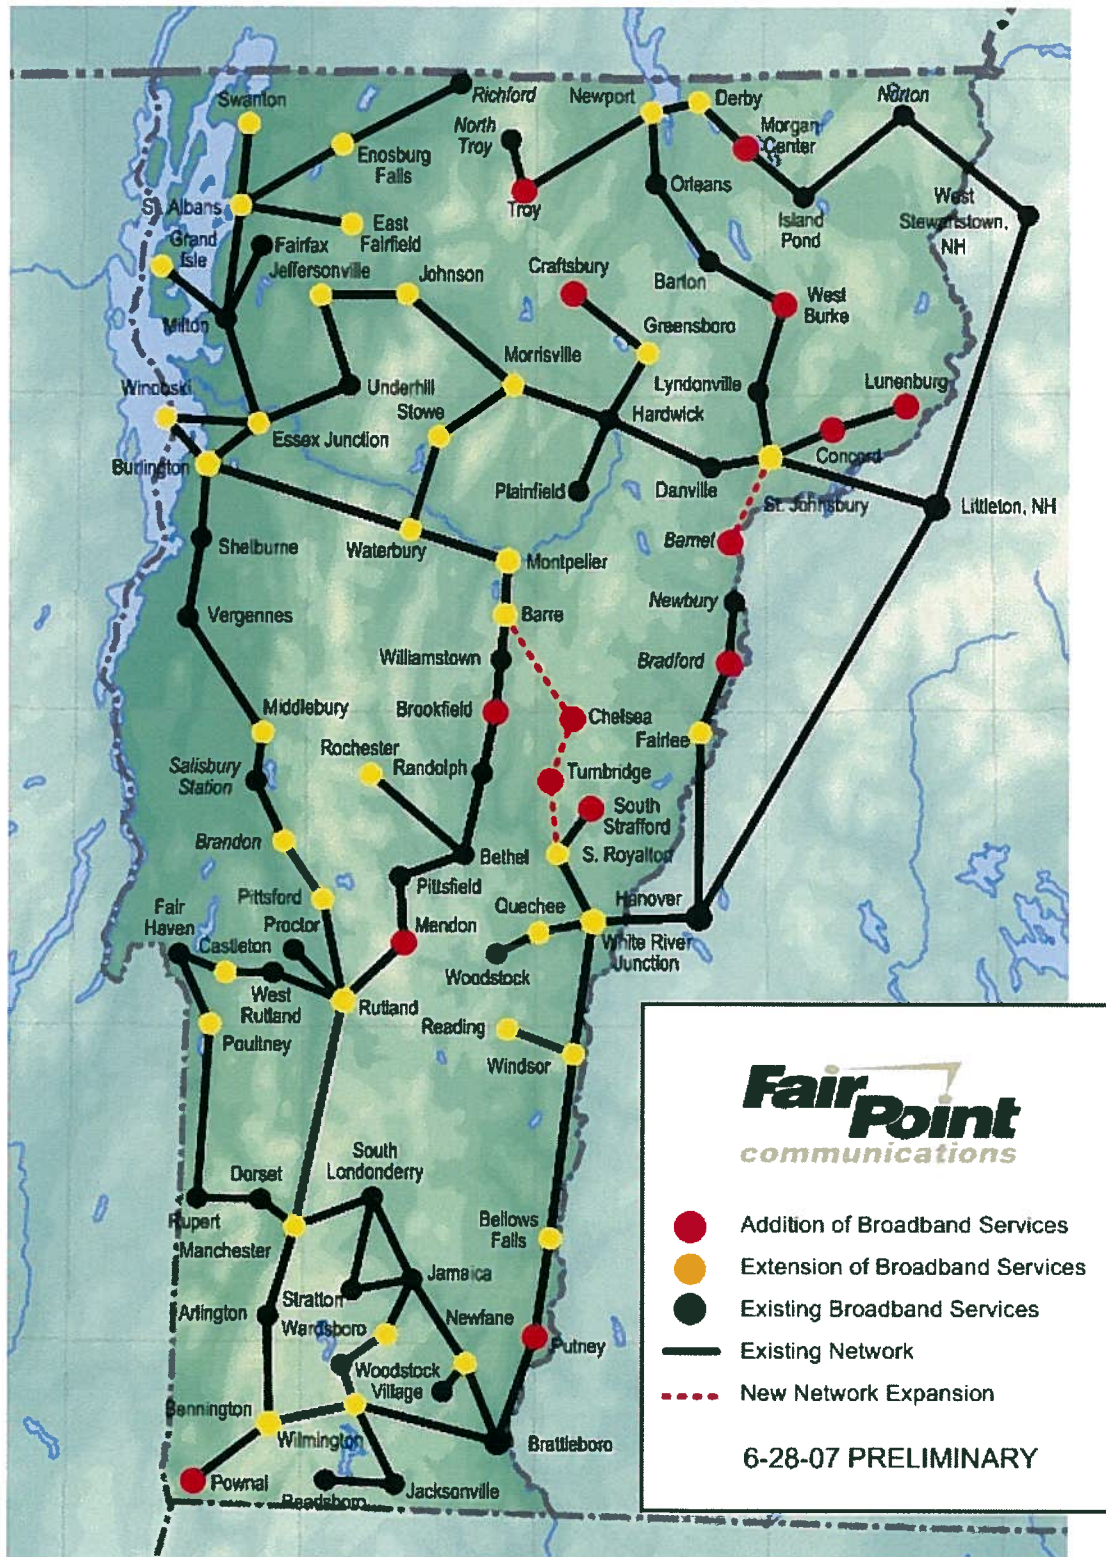 Swanton
Richford
Newport
Derby
Norton
North
Troy
Morgan
Center
Enosburg
Falls
Orleans
Troy
St. Albans
East
Fairfield
Island
Pond
West
Stewartstown,
NH
Grand
Isle
Fairfax
Jeffersonville
Johnson
Craftsbury
Barton
West
Burke
Milton
Greensboro
Morrisville
Winooski
Underhill
Lyndonville
Lunenburg
Stowe
Hardwick
Essex Junction
Concord
Burlington
Plainfield
Danville
St. Johnsbury
Littleton, NH
Shelburne
Waterbury
Montpelier
Barnet
Vergennes
Barre
Newbury
Williamstown
Bradford
Middlebury
Brookfield
Chelsea
Fairlee
Rochester
Salisbury
Station
Randolph
Tumbridge
South
Strafford
Brandon
Bethel
S. Royalton
Pittsford
Pittsfield
Fair
Haven
Proctor
Mendon
Quechee
Hanover
Castleton
White River
Junction
Woodstock
West
Rutland
Rutland
Reading
Poultney
Windsor
South
Londonderry
Dorset
Rupert
Manchester
Bellows
Falls
Jamaica
Stratton
Arlington
Wardsboro
Newfane
Putney
Woodstock
Village
Bennington
Wilmington
Brattleboro
Pownal
Readsboro
Jacksonville
FairPoint
communications
Addition of Broadband Services
Extension of Broadband Services
Existing Broadband Services
Existing Network
New Network Expansion
6-28-07 PRELIMINARY